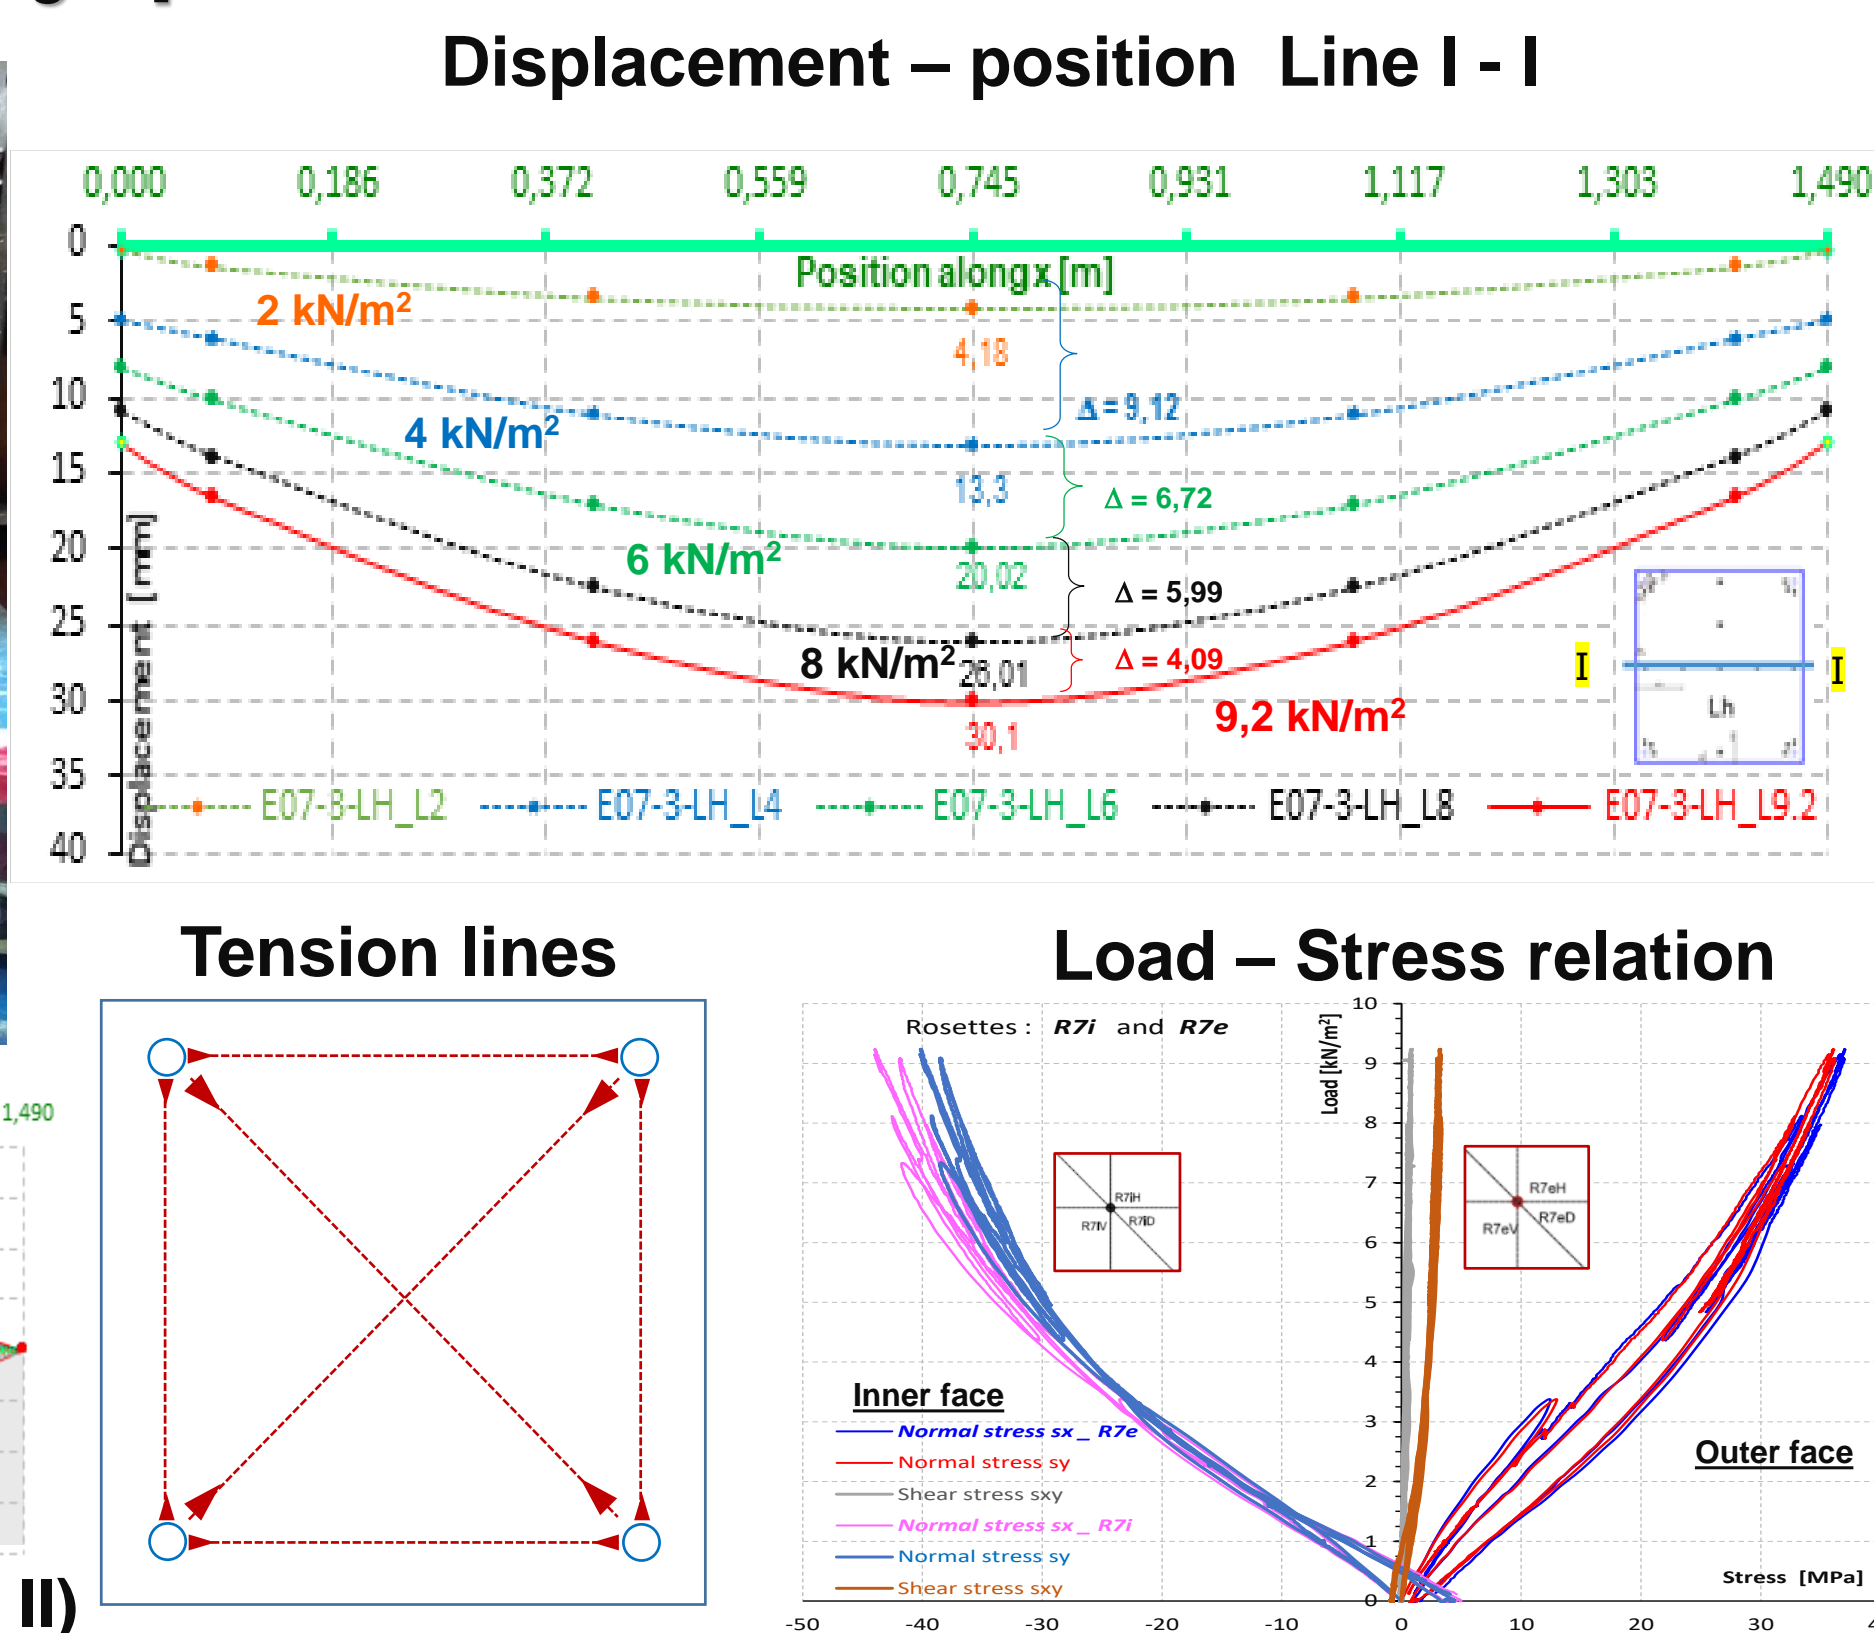 Displacement – position Line I - I
0,000 0,186 0,372 0,559 0,745 0,931 1,117 1,303 1,490
0
5
10
15
20
25
30
35
40
Displacement [mm]
Position along x [m]
2 kN/m²
4,18
Δ = 9,12
4 kN/m²
13,3
Δ = 6,72
6 kN/m²
20,02
Δ = 5,99
8 kN/m²
26,01
Δ = 4,09
9,2 kN/m²
30,1
I I
Lh
E07-3-LH_L2 E07-3-LH_L4 E07-3-LH_L6 E07-3-LH_L8 E07-3-LH_L9.2
Tension lines
1,490
II)
Load – Stress relation
Rosettes : R7i and R7e
Load [kN/m²]
10
9
8
7
6
5
4
3
2
1
0
R7iH
R7iV R7iD
R7eH
R7eV R7eD
Inner face
Normal stress sx _ R7e
Normal stress sy
Shear stress sxy
Normal stress sx _ R7i
Normal stress sy
Shear stress sxy
Outer face
Stress [MPa]
-50 -40 -30 -20 -10 0 10 20 30